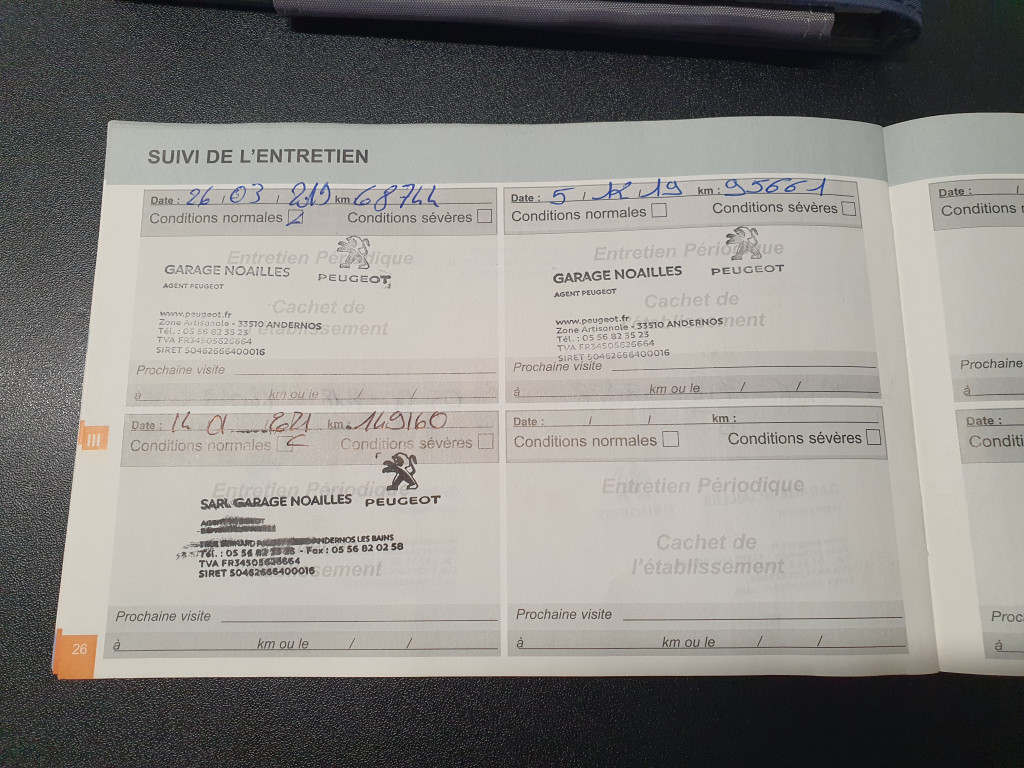 SUIVI DE L'ENTRETIEN
Date : 26 / 03 / 2019 km 68744
Conditions normales Conditions sévères
Entretien Périodique
GARAGE NOAILLES
AGENT PEUGEOT
PEUGEOT
Cachet de
l'établissement
www.peugeot.fr
Zone Artisanale - 33510 ANDERNOS
Tél. : 05 56 82 35 23
TVA FR34505626664
SIRET 50462666400016
Prochaine visite
à km ou le / /
Date : 5 / 12 / 19 km : 95661
Conditions normales Conditions sévères
Entretien Périodique
GARAGE NOAILLES
AGENT PEUGEOT
PEUGEOT
Cachet de
l'établissement
www.peugeot.fr
Zone Artisanale - 33510 ANDERNOS
Tél. : 05 56 82 35 23
TVA FR34505626664
SIRET 50462666400016
Prochaine visite
à km ou le / /
Date : 14 01 2021 km 149160
Conditions normales Conditions sévères
Entretien Périodique
SARL GARAGE NOAILLES
PEUGEOT
ANDERNOS LES BAINS
Tél. : 05 56 82 - Fax : 05 56 82 02 58
TVA FR34505626664
SIRET 50462666400016
Prochaine visite
à km ou le / /
Date : / / km :
Conditions normales Conditions sévères
Entretien Périodique
Cachet de
l'établissement
Prochaine visite
à km ou le / /
III
26
Date : /
Conditions n
Prochaine
à
Date :
Conditi
Proc
à